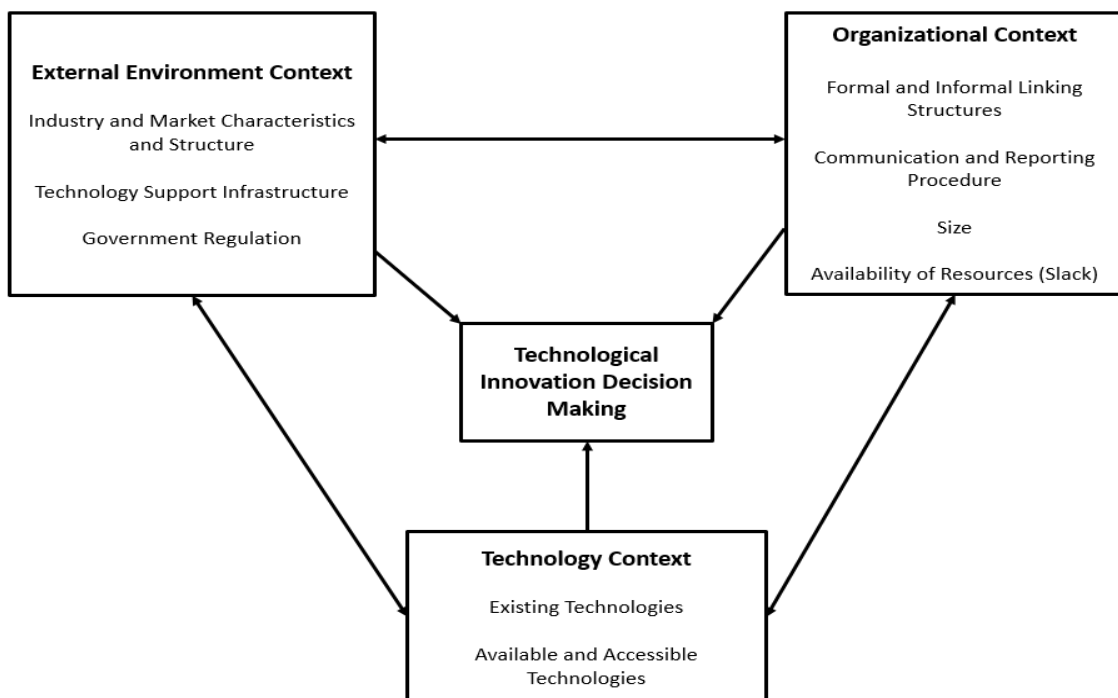 External Environment Context
Industry and Market Characteristics
and Structure
Technology Support Infrastructure
Government Regulation
Organizational Context
Formal and Informal Linking
Structures
Communication and Reporting
Procedure
Size
Availability of Resources (Slack)
Technological
Innovation Decision
Making
Technology Context
Existing Technologies
Available and Accessible
Technologies